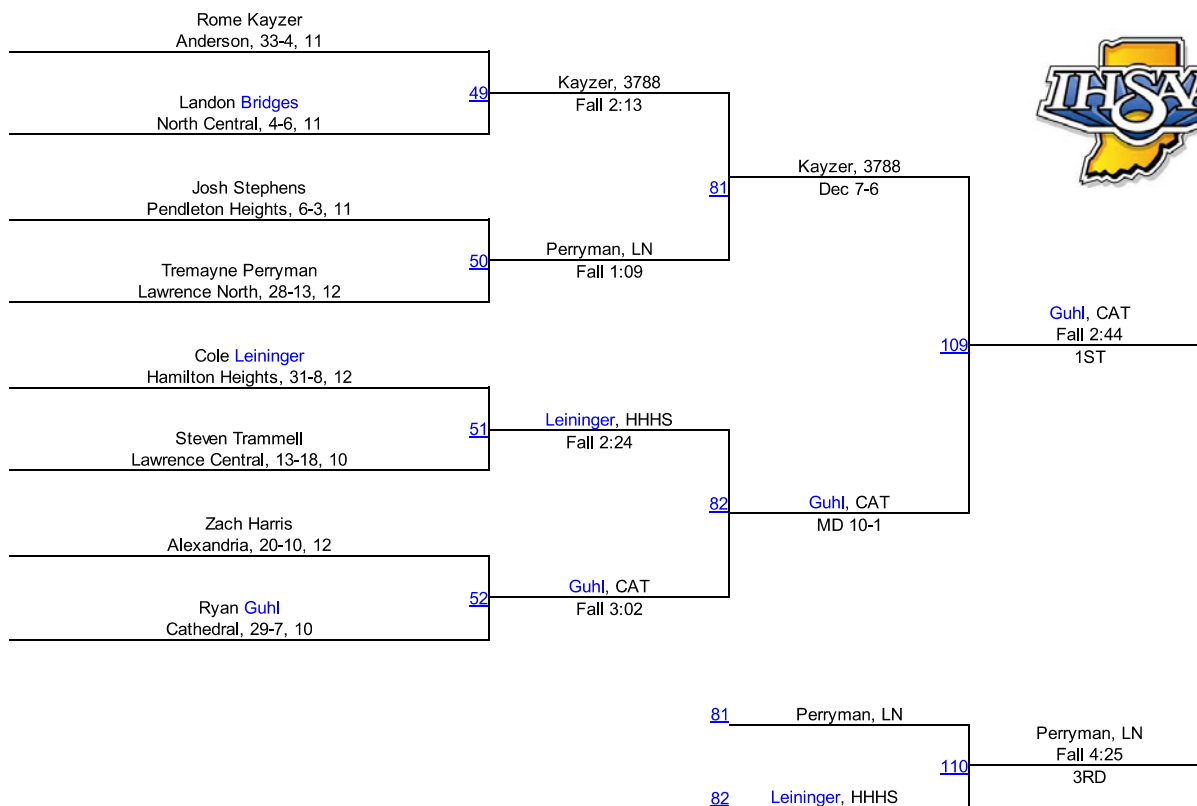 Rome Kayzer
Anderson, 33-4, 11
Landon Bridges
North Central, 4-6, 11
49
Kayzer, 3788
Fall 2:13
Josh Stephens
Pendleton Heights, 6-3, 11
Tremayne Perryman
Lawrence North, 28-13, 12
50
Perryman, LN
Fall 1:09
81
Kayzer, 3788
Dec 7-6
Cole Leininger
Hamilton Heights, 31-8, 12
Steven Trammell
Lawrence Central, 13-18, 10
51
Leininger, HHHS
Fall 2:24
Zach Harris
Alexandria, 20-10, 12
Ryan Guhl
Cathedral, 29-7, 10
52
Guhl, CAT
Fall 3:02
82
Guhl, CAT
MD 10-1
109
Guhl, CAT
Fall 2:44
1ST
IHSAA
81
Perryman, LN
82
Leininger, HHHS
110
Perryman, LN
Fall 4:25
3RD